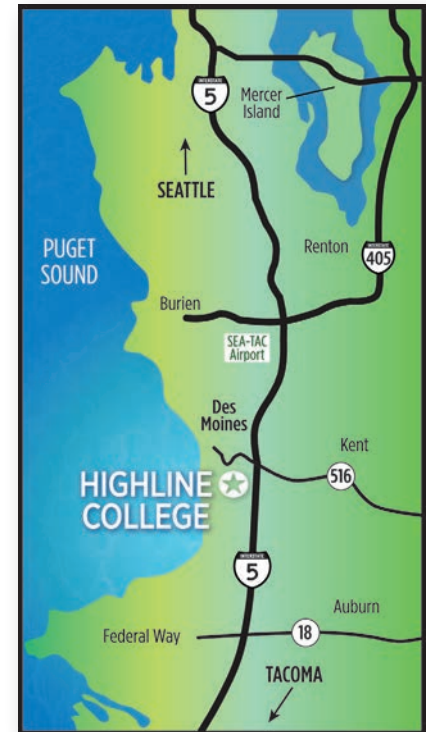 INTERSTATE
5
Mercer
Island
SEATTLE
PUGET
SOUND
Renton
INTERSTATE
405
Burien
SEA-TAC
Airport
Des
Moines
Kent
516
HIGHLINE
COLLEGE
INTERSTATE
5
Auburn
Federal Way
18
TACOMA